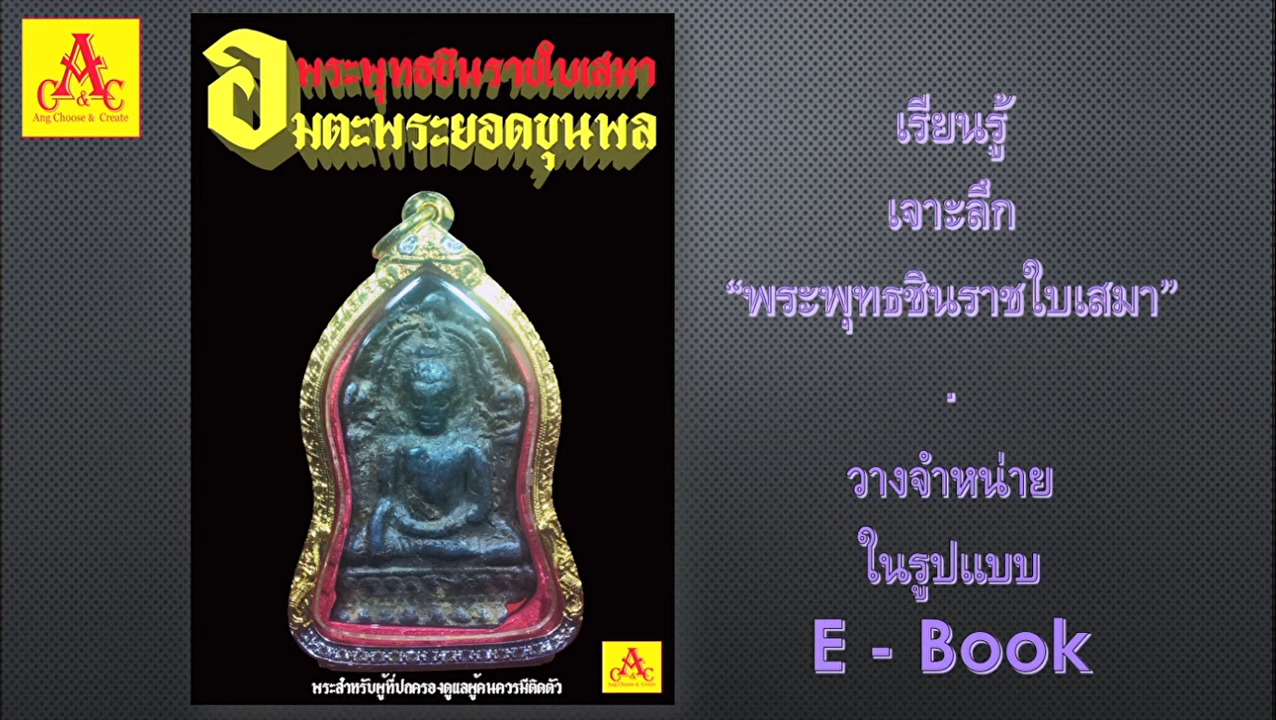 A
C & C
Ang Choose & Create
พระพุทธชินราชใบเสมา
อมตะพระยอดขุนพล
พระสำหรับผู้ที่ปกครองดูแลผู้คนควรมีติดตัว
A
C & C
Ang Choose & Create
เรียนรู้
เจาะลึก
“พระพุทธชินราชใบเสมา”
.
วางจำหน่าย
ในรูปแบบ
E - Book